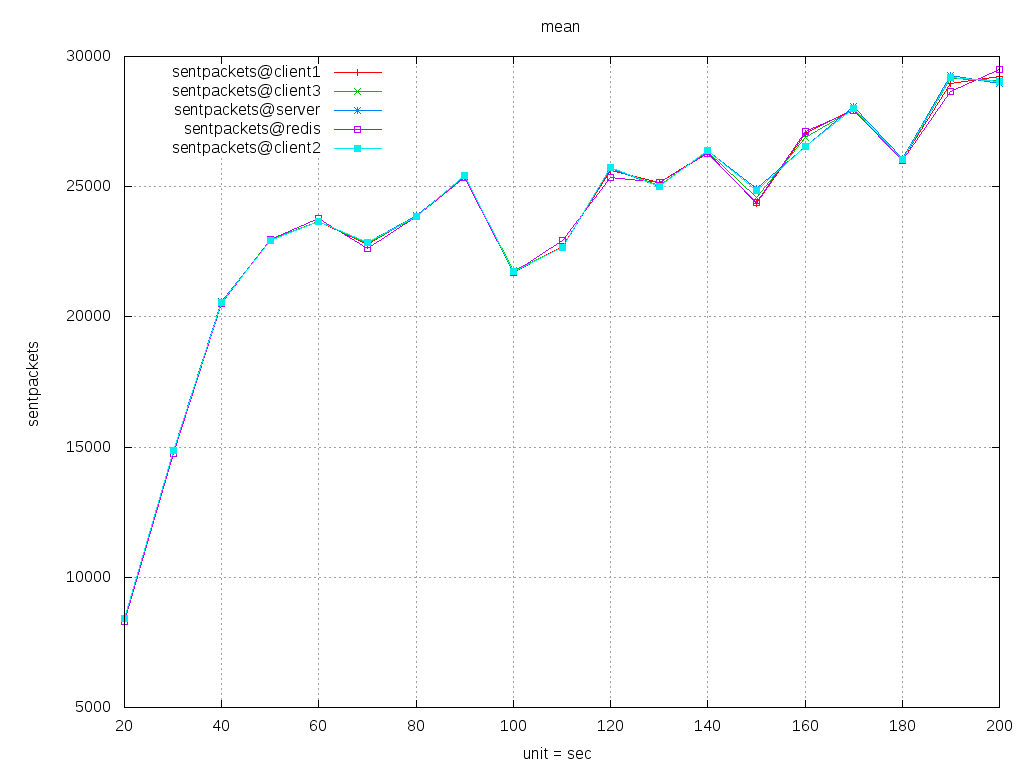 mean
30000
sentpackets@client1
sentpackets@client3
sentpackets@server
sentpackets@redis
sentpackets@client2
25000
20000
sentpackets
15000
10000
5000
20 40 60 80 100 120 140 160 180 200
unit = sec